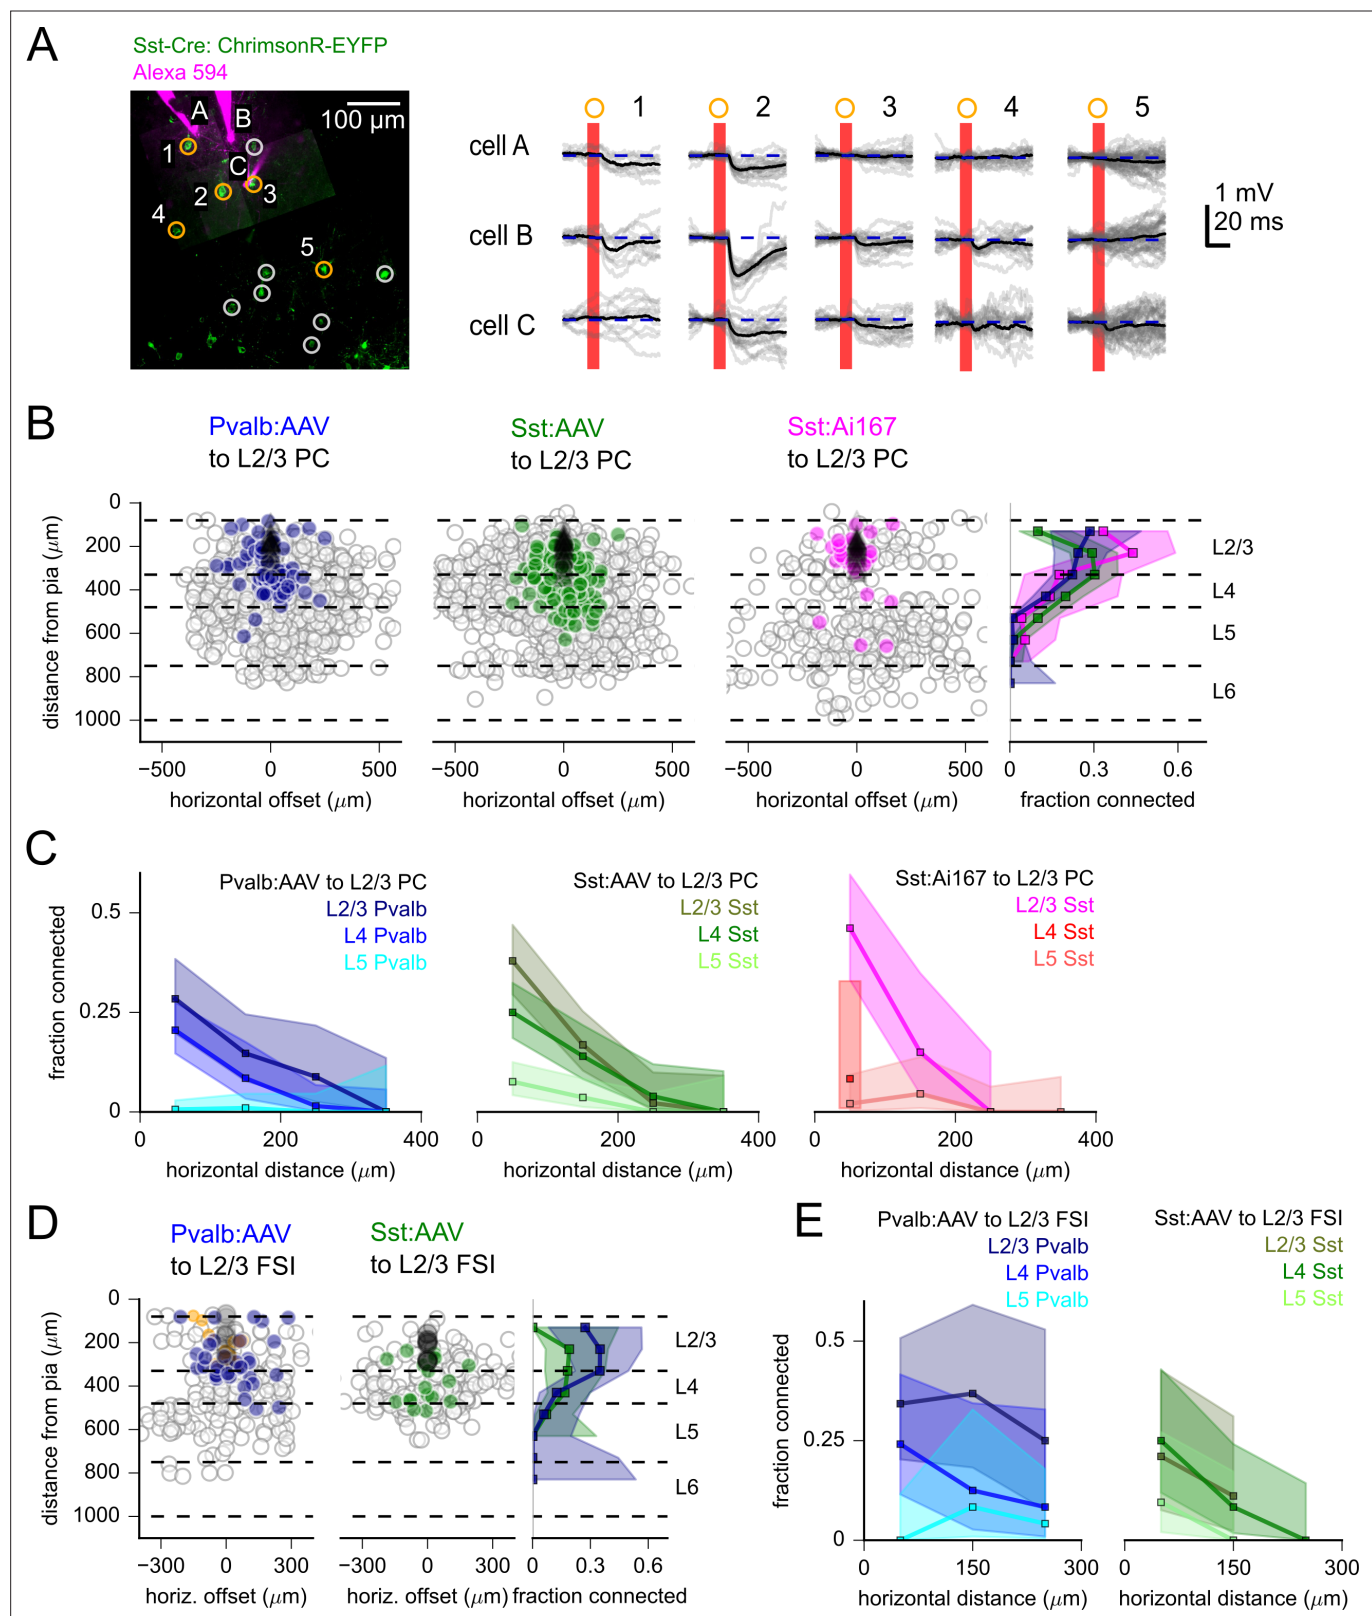 A
Sst-Cre: ChrimsonR-EYFP
Alexa 594
A
B
100 μm
1
C
2
3
4
5
1
2
3
4
5
cell A
cell B
cell C
1 mV
20 ms
B
Pvalb:AAV
to L2/3 PC
Sst:AAV
to L2/3 PC
Sst:Ai167
to L2/3 PC
distance from pia (μm)
0
200
400
600
800
1000
L2/3
L4
L5
L6
−500 0 500
−500 0 500
−500 0 500
0 0.3 0.6
horizontal offset (μm)
horizontal offset (μm)
horizontal offset (μm)
fraction connected
C
fraction connected
0.5
0.25
0
Pvalb:AAV to L2/3 PC
L2/3 Pvalb
L4 Pvalb
L5 Pvalb
Sst:AAV to L2/3 PC
L2/3 Sst
L4 Sst
L5 Sst
Sst:Ai167 to L2/3 PC
L2/3 Sst
L4 Sst
L5 Sst
0 200 400
0 200 400
0 200 400
horizontal distance (μm)
horizontal distance (μm)
horizontal distance (μm)
D
Pvalb:AAV
to L2/3 FSI
Sst:AAV
to L2/3 FSI
distance from pia (μm)
0
200
400
600
800
1000
L2/3
L4
L5
L6
−300 0 300
−300 0 300
0 0.3 0.6
horiz. offset (μm)
horiz. offset (μm)
fraction connected
E
Pvalb:AAV to L2/3 FSI
L2/3 Pvalb
L4 Pvalb
L5 Pvalb
Sst:AAV to L2/3 FSI
L2/3 Sst
L4 Sst
L5 Sst
fraction connected
0.5
0.25
0
0 150 300
0 150 300
horizontal distance (μm)
horizontal distance (μm)